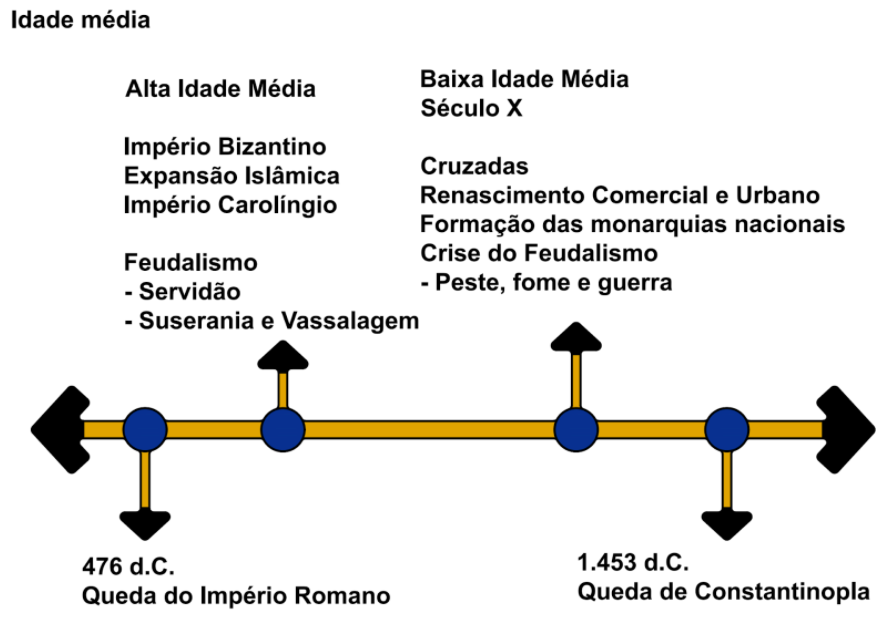 Idade média
Alta Idade Média
Império Bizantino
Expansão Islâmica
Império Carolíngio
Feudalismo
- Servidão
- Suserania e Vassalagem
Baixa Idade Média
Século X
Cruzadas
Renascimento Comercial e Urbano
Formação das monarquias nacionais
Crise do Feudalismo
- Peste, fome e guerra
476 d.C.
Queda do Império Romano
1.453 d.C.
Queda de Constantinopla